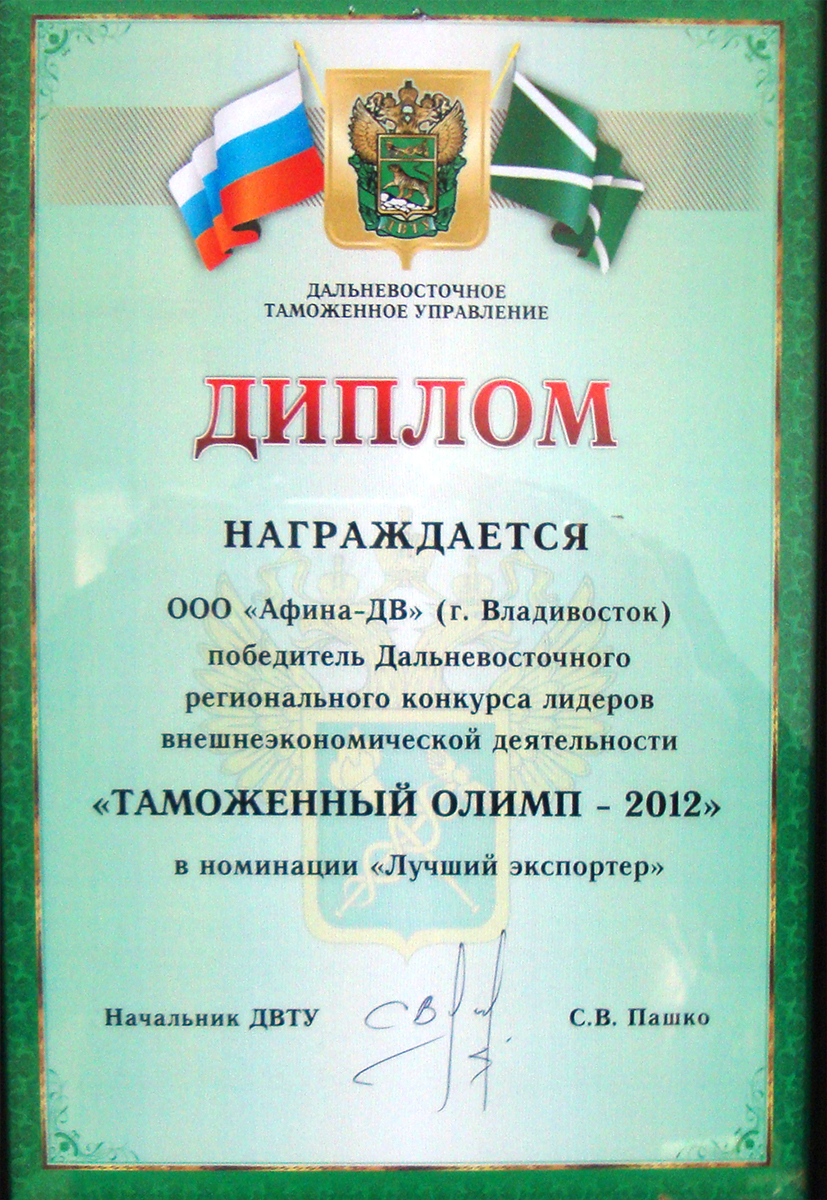 ДВТУ
ДАЛЬНЕВОСТОЧНОЕ
ТАМОЖЕННОЕ УПРАВЛЕНИЕ
ДИПЛОМ
НАГРАЖДАЕТСЯ
ООО «Афина-ДВ» (г. Владивосток)
победитель Дальневосточного
регионального конкурса лидеров
внешнеэкономической деятельности
«ТАМОЖЕННЫЙ ОЛИМП - 2012»
в номинации «Лучший экспортер»
Начальник ДВТУ
С.В. Пашко